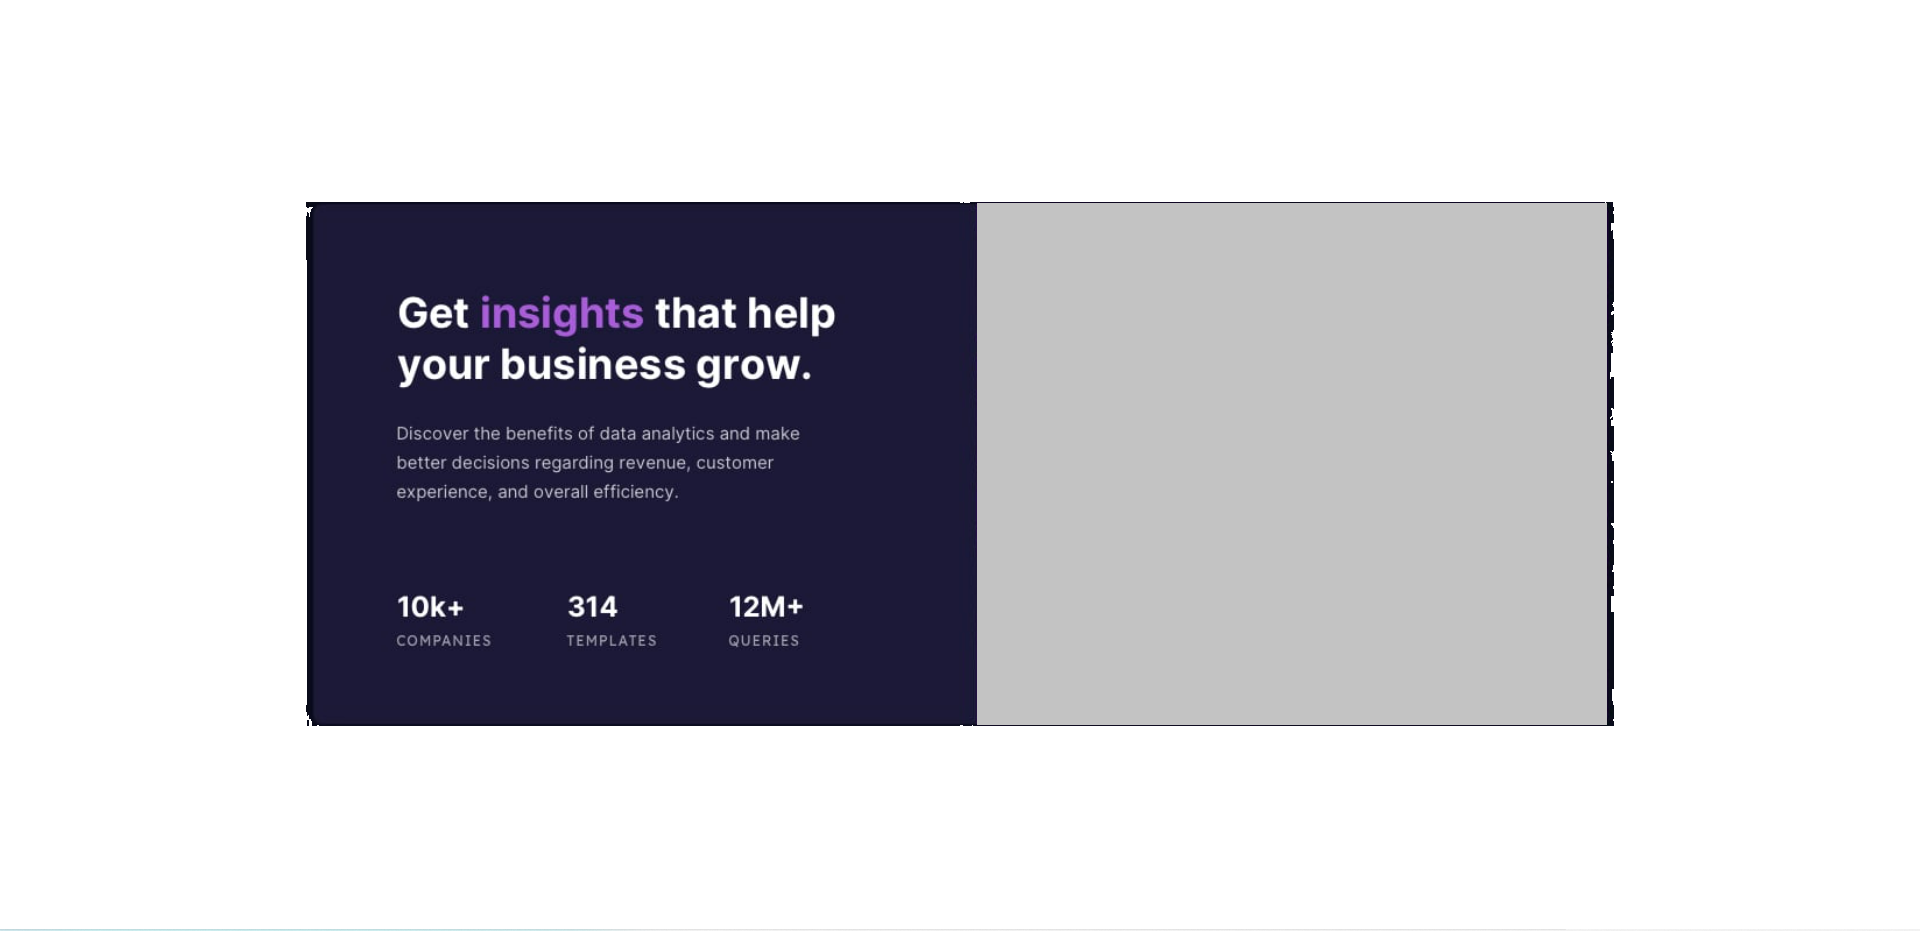 Get insights that help
your business grow.
Discover the benefits of data analytics and make
better decisions regarding revenue, customer
experience, and overall efficiency.
10k+ 314 12M+
COMPANIES TEMPLATES QUERIES